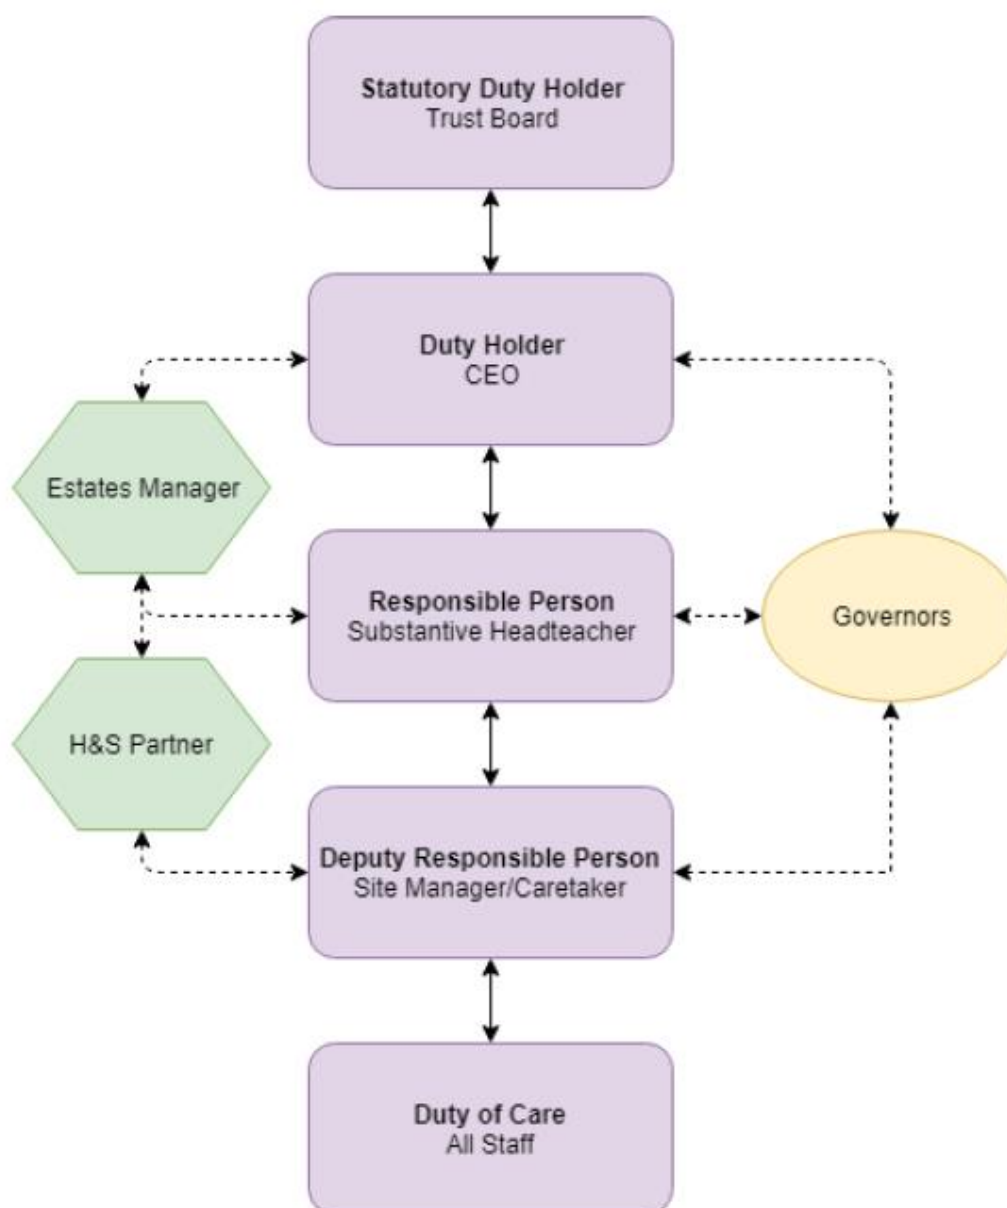 Statutory Duty Holder
Trust Board
Duty Holder
CEO
Estates Manager
Responsible Person
Substantive Headteacher
Governors
H&S Partner
Deputy Responsible Person
Site Manager/Caretaker
Duty of Care
All Staff